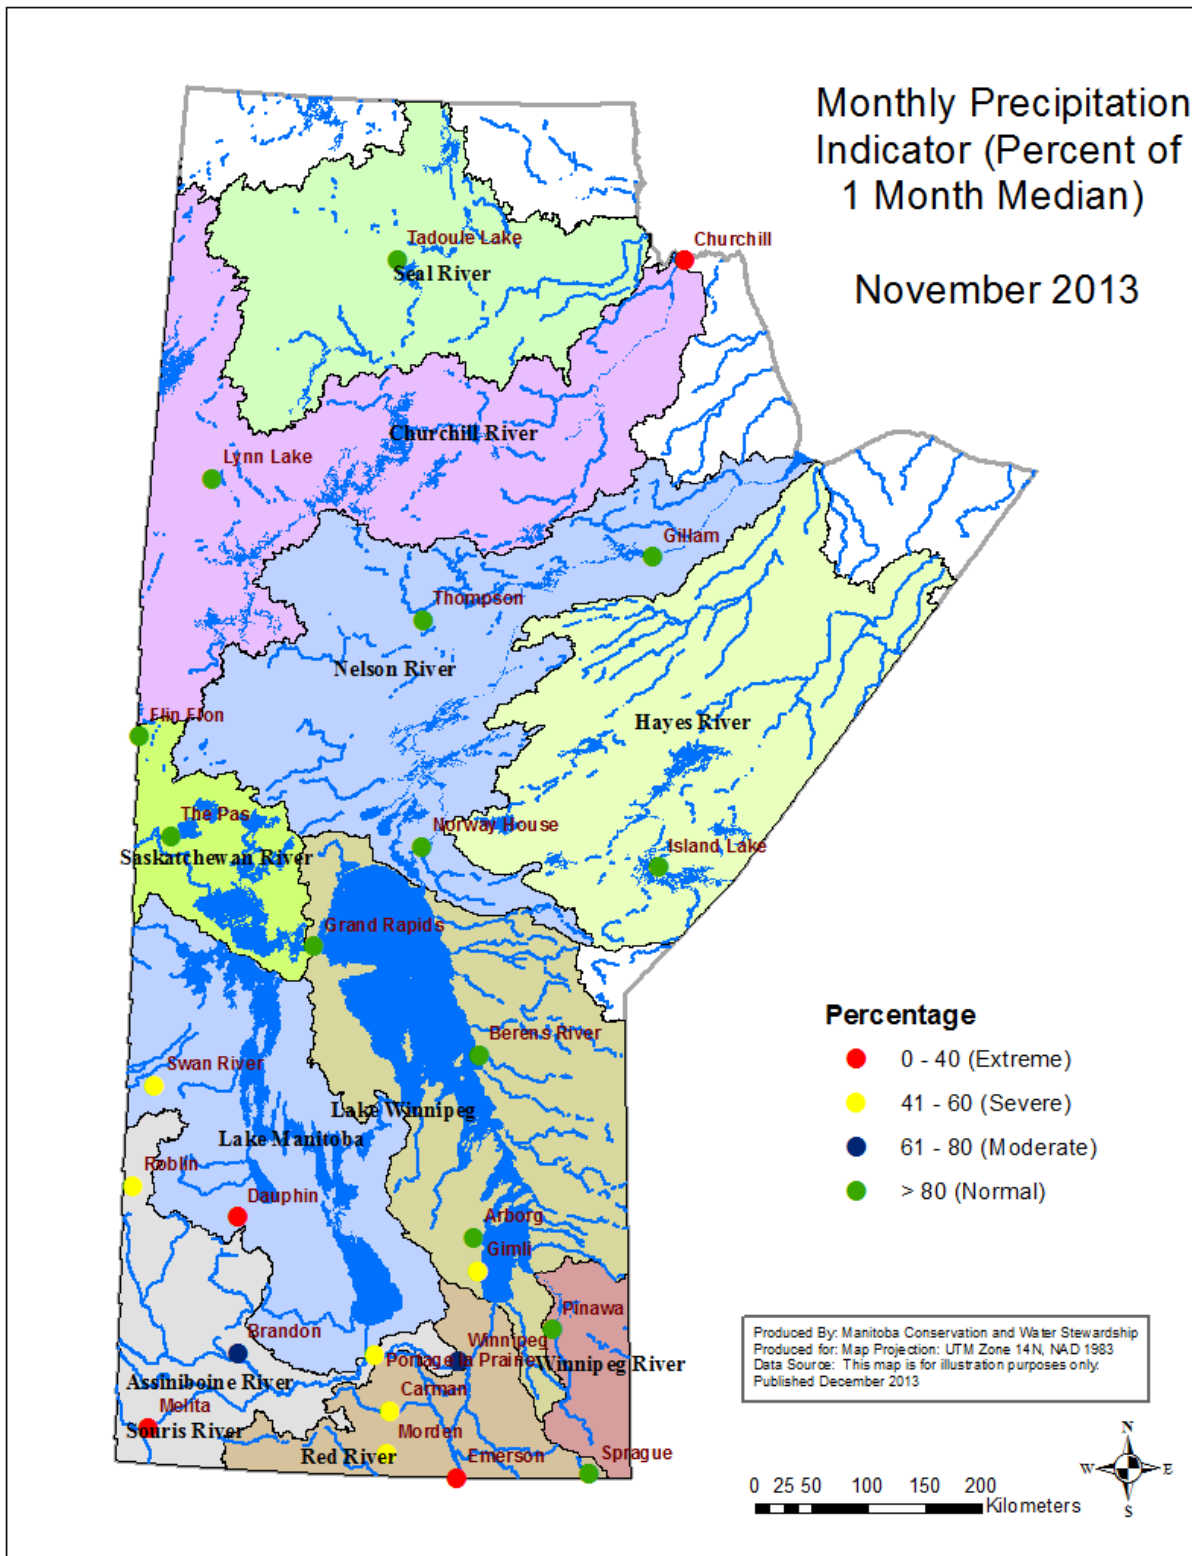 Monthly Precipitation
Indicator (Percent of
1 Month Median)
November 2013
Churchill
Tadoule Lake
Seal River
Churchill River
Lynn Lake
Gillam
Thompson
Nelson River
Flin Flon
Hayes River
The Pas
Norway House
Saskatchewan River
Island Lake
Grand Rapids
Berens River
Swan River
Lake Winnipeg
Lake Manitoba
Roblin
Dauphin
Arborg
Gimli
Pinawa
Brandon
Winnipeg
Portage la Prairie
Winnipeg River
Assiniboine River
Carman
Melita
Souris River
Morden
Red River
Emerson
Sprague
Percentage
0 - 40 (Extreme)
41 - 60 (Severe)
61 - 80 (Moderate)
> 80 (Normal)
Produced By: Manitoba Conservation and Water Stewardship
Produced for: Map Projection: UTM Zone 14N, NAD 1983
Data Source: This map is for illustration purposes only.
Published December 2013
N
W E
S
0 25 50 100 150 200
Kilometers